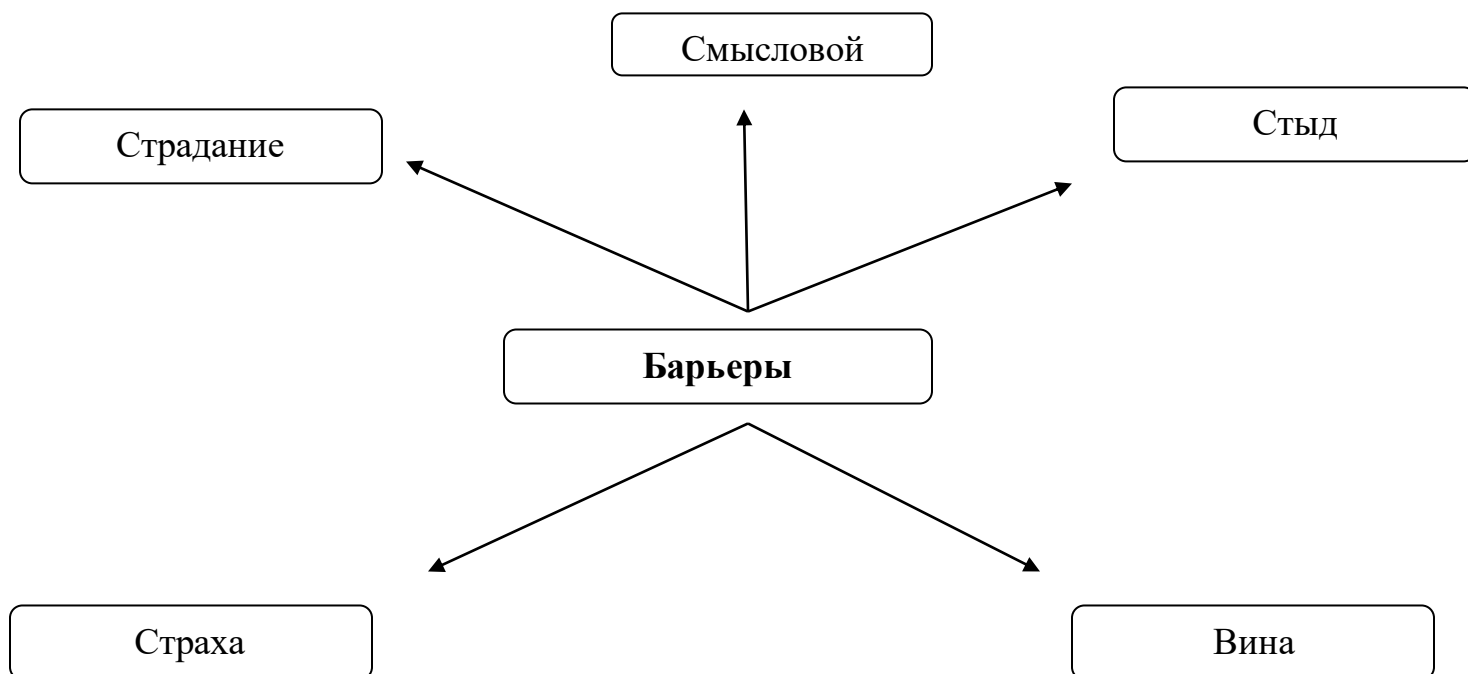 Смысловой
Страдание
Стыд
Барьеры
Страха
Вина